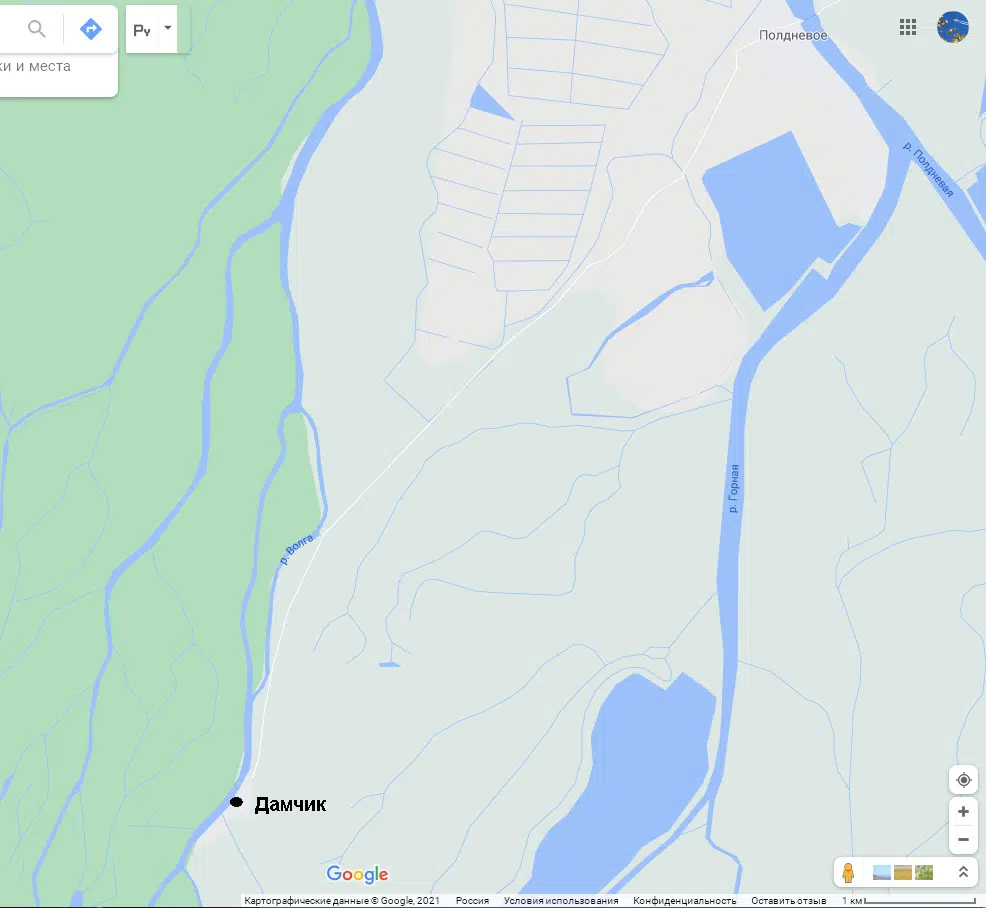 Pv
Полдневое
ки и места
р. Полдневая
р. Горная
р. Волга
Дамчик
Google
Картографические данные © Google, 2021 Россия Условия использования Конфиденциальность Оставить отзыв 1 км